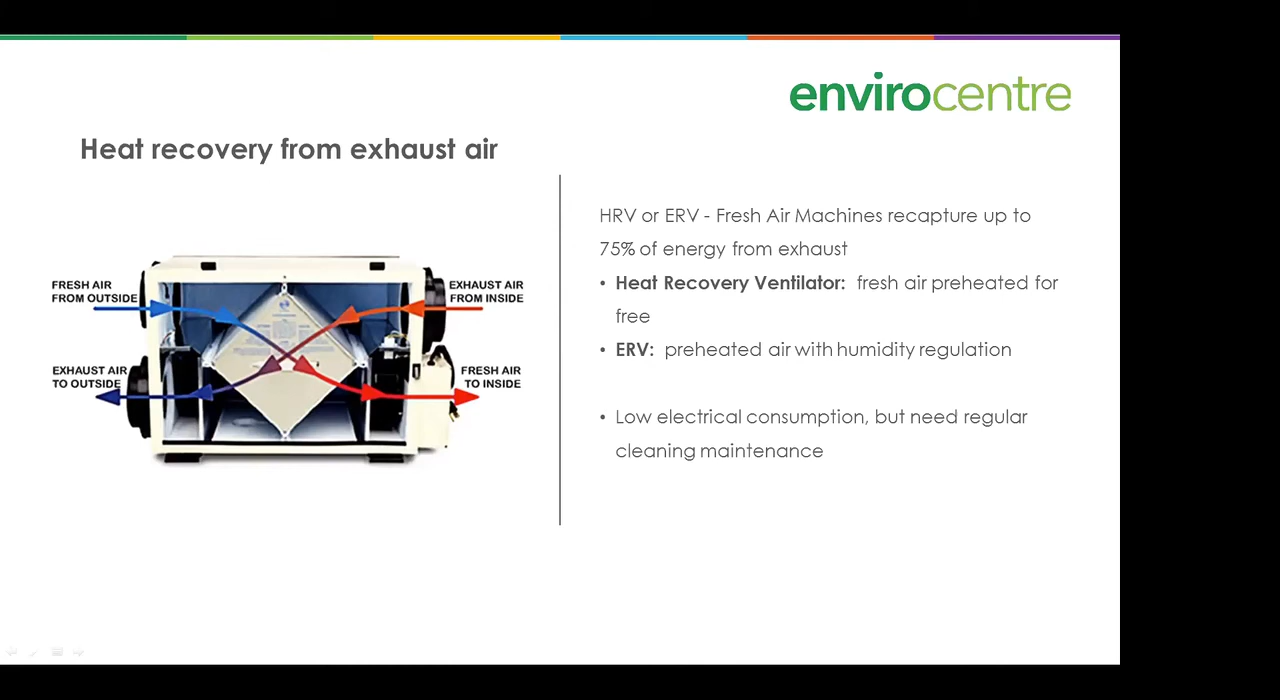 envirocentre
Heat recovery from exhaust air
FRESH AIR
FROM OUTSIDE
EXHAUST AIR
FROM INSIDE
EXHAUST AIR
TO OUTSIDE
FRESH AIR
TO INSIDE
HRV or ERV - Fresh Air Machines recapture up to
75% of energy from exhaust
• Heat Recovery Ventilator: fresh air preheated for
free
• ERV: preheated air with humidity regulation
• Low electrical consumption, but need regular
cleaning maintenance